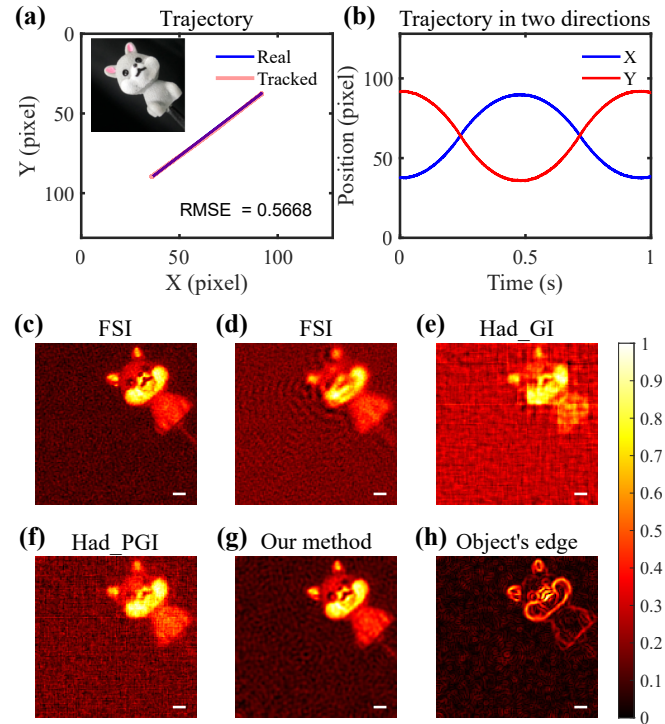 (a)
Trajectory
0
50
100
Y (pixel)
Real
Tracked
RMSE = 0.5668
0
50
100
X (pixel)
(b)
Trajectory in two directions
X
Y
100
50
0
Position (pixel)
0
0.5
1
Time (s)
(c)
FSI
(d)
FSI
(e)
Had_GI
(f)
Had_PGI
(g)
Our method
(h)
Object's edge
1
0.9
0.8
0.7
0.6
0.5
0.4
0.3
0.2
0.1
0